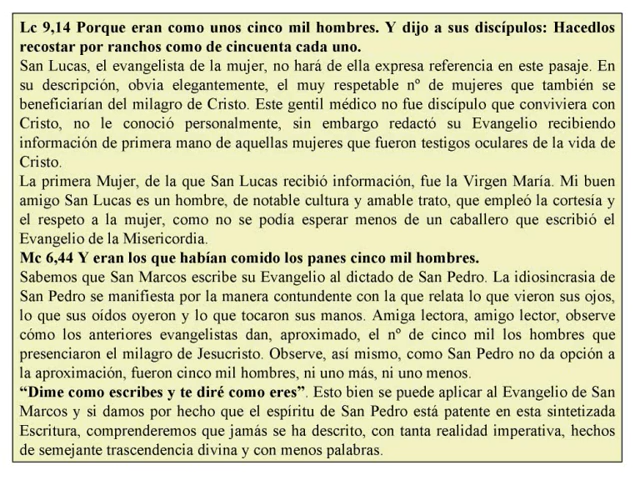 Lc 9,14 Porque eran como unos cinco mil hombres. Y dijo a sus discípulos: Hacedlos
recostar por ranchos como de cincuenta cada uno.
San Lucas, el evangelista de la mujer, no hará de ella expresa referencia en este pasaje. En
su descripción, obvia elegantemente, el muy respetable nº de mujeres que también se
beneficiarían del milagro de Cristo. Este gentil médico no fue discípulo que conviviera con
Cristo, no le conoció personalmente, sin embargo redactó su Evangelio recibiendo
información de primera mano de aquellas mujeres que fueron testigos oculares de la vida de
Cristo.
La primera Mujer, de la que San Lucas recibió información, fue la Virgen María. Mi buen
amigo San Lucas es un hombre, de notable cultura y amable trato, que empleó la cortesía y
el respeto a la mujer, como no se podía esperar menos de un caballero que escribió el
Evangelio de la Misericordia.
Mc 6,44 Y eran los que habían comido los panes cinco mil hombres.
Sabemos que San Marcos escribe su Evangelio al dictado de San Pedro. La idiosincrasia de
San Pedro se manifiesta por la manera contundente con la que relata lo que vieron sus ojos,
lo que sus oídos oyeron y lo que tocaron sus manos. Amiga lectora, amigo lector, observe
cómo los anteriores evangelistas dan, aproximado, el nº de cinco mil los hombres que
presenciaron el milagro de Jesucristo. Observe, así mismo, como San Pedro no da opción a
la aproximación, fueron cinco mil hombres, ni uno más, ni uno menos.
“Dime como escribes y te diré como eres”. Esto bien se puede aplicar al Evangelio de San
Marcos y si damos por hecho que el espíritu de San Pedro está patente en esta sintetizada
Escritura, comprenderemos que jamás se ha descrito, con tanta realidad imperativa, hechos
de semejante trascendencia divina y con menos palabras.